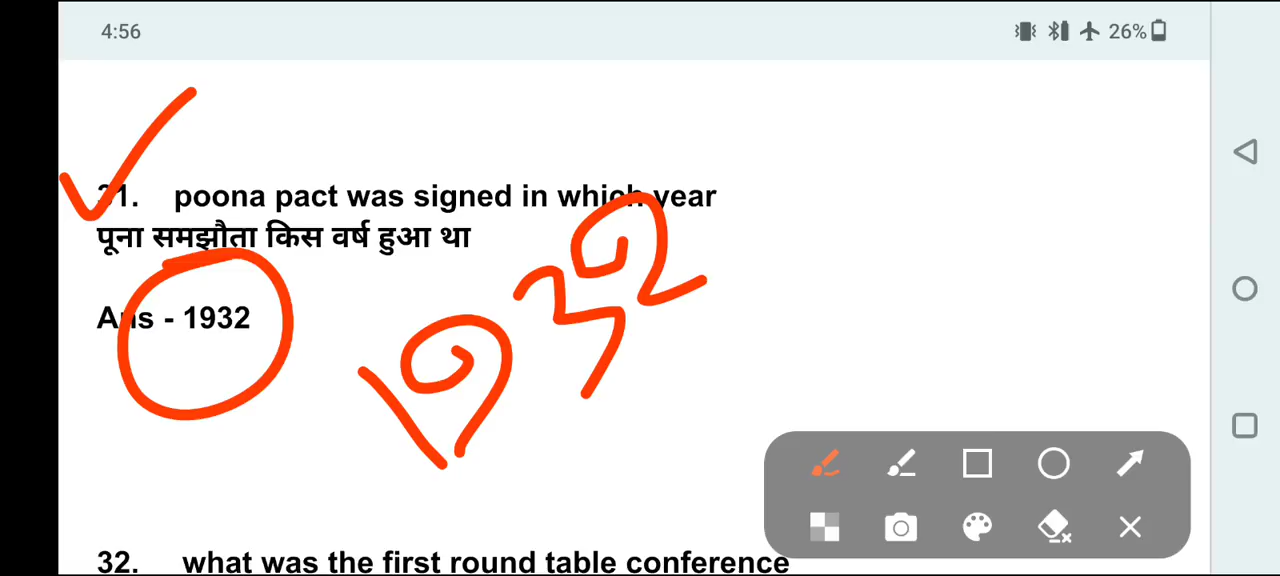 4:56
26%
31. poona pact was signed in which year
पूना समझौता किस वर्ष हुआ था
Ans - 1932
1932
32. what was the first round table conference